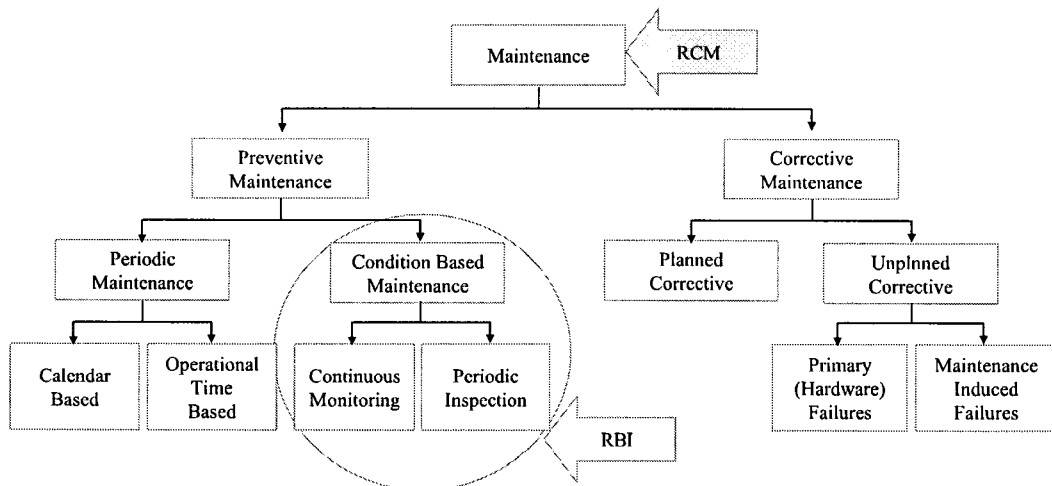 Maintenance
RCM
Preventive
Maintenance
Corrective
Maintenance
Periodic
Maintenance
Condition Based
Maintenance
Planned
Corrective
Unplnned
Corrective
Calendar
Based
Operational
Time
Based
Continuous
Monitoring
Periodic
Inspection
Primary
(Hardware)
Failures
Maintenance
Induced
Failures
RBI